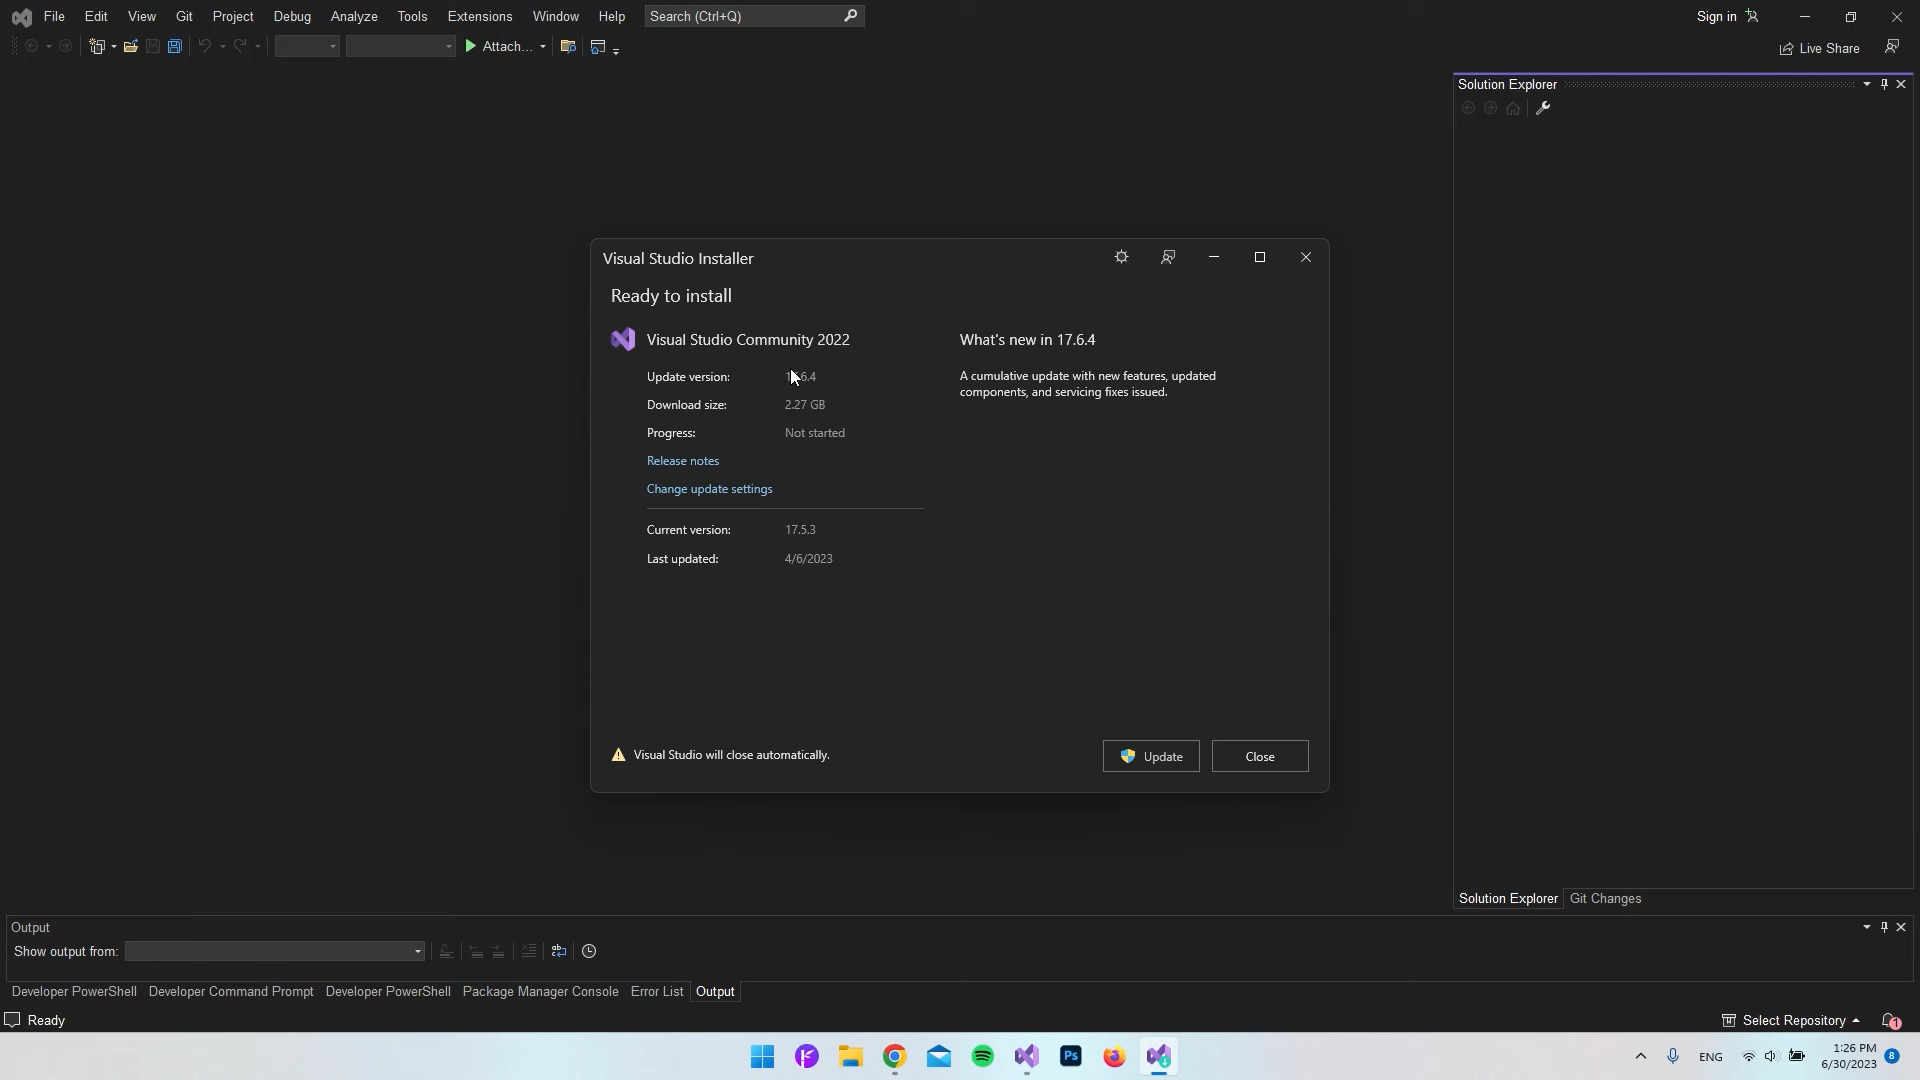 File Edit View Git Project Debug Analyze Tools Extensions Window Help Search (Ctrl+Q) Sign in
Attach... Live Share
Solution Explorer
Visual Studio Installer
Ready to install
Visual Studio Community 2022
Update version:
Download size: 2.27 GB
Progress: Not started
Release notes
Change update settings
Current version: 17.5.3
Last updated: 4/6/2023
What's new in 17.6.4
A cumulative update with new features, updated
components, and servicing fixes issued.
Visual Studio will close automatically.
Update Close
Solution Explorer Git Changes
Output
Show output from:
Developer PowerShell Developer Command Prompt Developer PowerShell Package Manager Console Error List Output
Ready Select Repository 1
Ps ENG 1:26 PM 8
6/30/2023